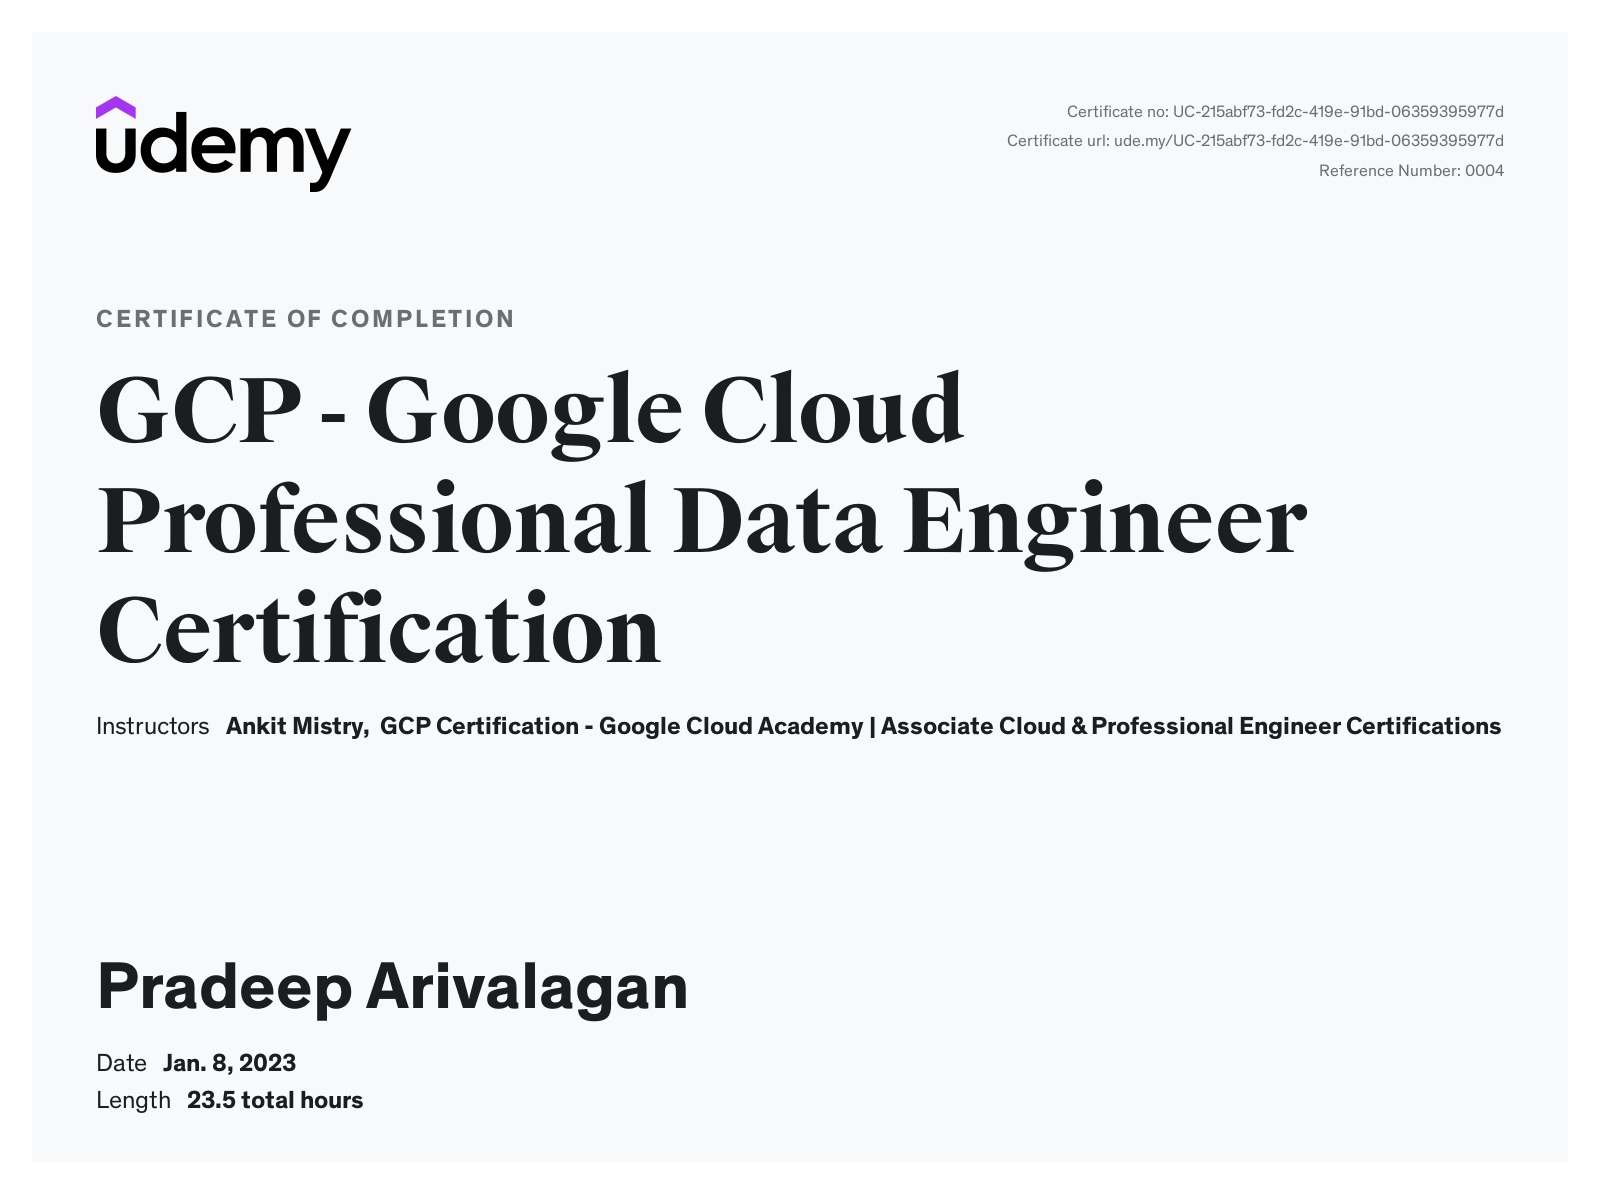 udemy
Certificate no: UC-215abf73-fd2c-419e-91bd-06359395977d
Certificate url: ude.my/UC-215abf73-fd2c-419e-91bd-06359395977d
Reference Number: 0004
CERTIFICATE OF COMPLETION
GCP - Google Cloud
Professional Data Engineer
Certification
Instructors Ankit Mistry, GCP Certification - Google Cloud Academy | Associate Cloud & Professional Engineer Certifications
Pradeep Arivalagan
Date Jan. 8, 2023
Length 23.5 total hours